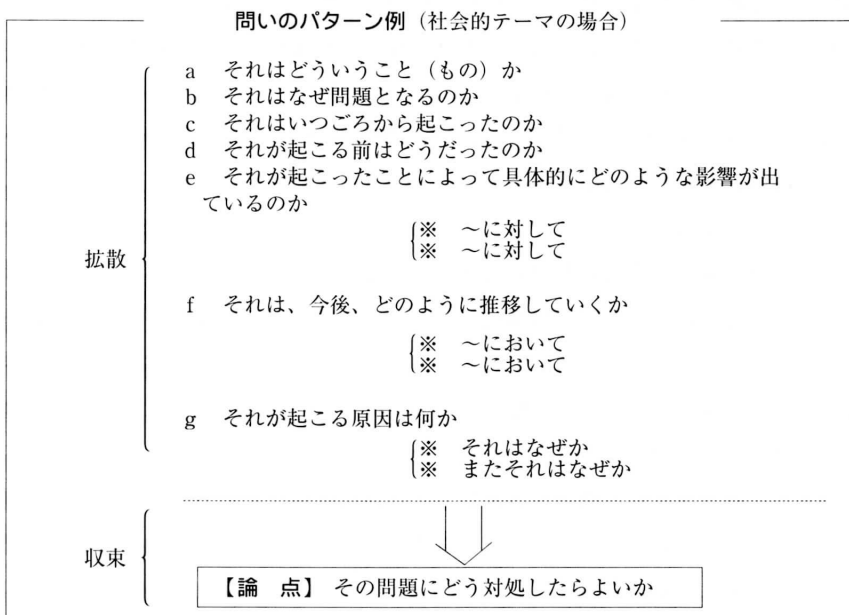 問いのパターン例（社会的テーマの場合）
a　それはどういうこと（もの）か
b　それはなぜ問題となるのか
c　それはいつごろから起こったのか
d　それが起こる前はどうだったのか
e　それが起こったことによって具体的にどのような影響が出
ているのか
※　～に対して
※　～に対して
拡散
f　それは、今後、どのように推移していくか
※　～において
※　～において
g　それが起こる原因は何か
※　それはなぜか
※　またそれはなぜか
収束
【論　点】 その問題にどう対処したらよいか